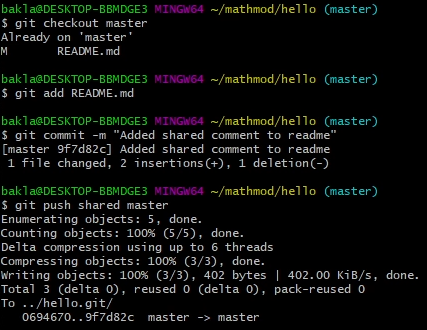 bakla@DESKTOP-BBMDGE3 MINGW64 ~/mathmod/hello (master)
$ git checkout master
Already on 'master'
M       README.md
bakla@DESKTOP-BBMDGE3 MINGW64 ~/mathmod/hello (master)
$ git add README.md
bakla@DESKTOP-BBMDGE3 MINGW64 ~/mathmod/hello (master)
$ git commit -m "Added shared comment to readme"
[master 9f7d82c] Added shared comment to readme
 1 file changed, 2 insertions(+), 1 deletion(-)
bakla@DESKTOP-BBMDGE3 MINGW64 ~/mathmod/hello (master)
$ git push shared master
Enumerating objects: 5, done.
Counting objects: 100% (5/5), done.
Delta compression using up to 6 threads
Compressing objects: 100% (3/3), done.
Writing objects: 100% (3/3), 402 bytes | 402.00 KiB/s, done.
Total 3 (delta 0), reused 0 (delta 0), pack-reused 0
To ../hello.git/
   0694670..9f7d82c  master -> master